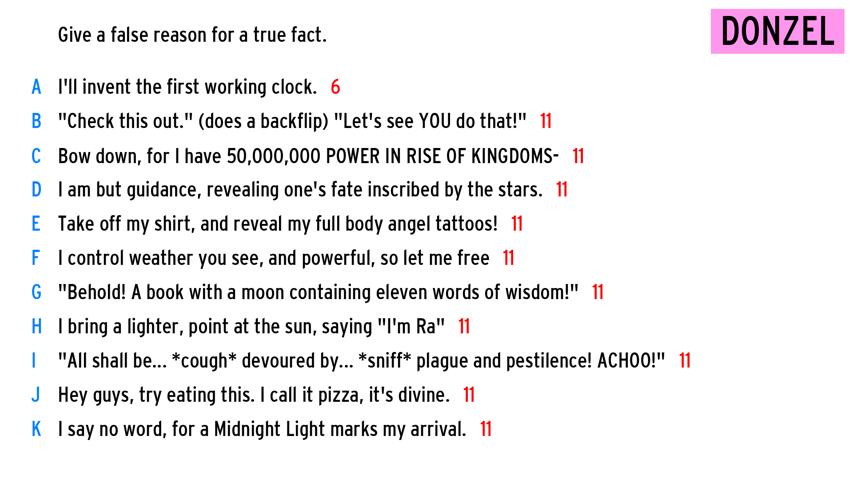 Give a false reason for a true fact.
DONZEL
A I'll invent the first working clock. 6
B "Check this out." (does a backflip) "Let's see YOU do that!" 11
C Bow down, for I have 50,000,000 POWER IN RISE OF KINGDOMS- 11
D I am but guidance, revealing one's fate inscribed by the stars. 11
E Take off my shirt, and reveal my full body angel tattoos! 11
F I control weather you see, and powerful, so let me free 11
G "Behold! A book with a moon containing eleven words of wisdom!" 11
H I bring a lighter, point at the sun, saying "I'm Ra" 11
I "All shall be... *cough* devoured by... *sniff* plague and pestilence! ACHOO!" 11
J Hey guys, try eating this. I call it pizza, it's divine. 11
K I say no word, for a Midnight Light marks my arrival. 11